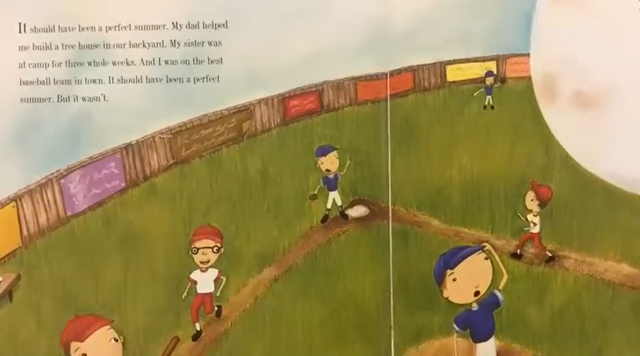 It should have been a perfect summer. My dad helped
me build a tree house in our backyard. My sister was
at camp for three whole weeks. And I was on the best
baseball team in town. It should have been a perfect
summer. But it wasn't.